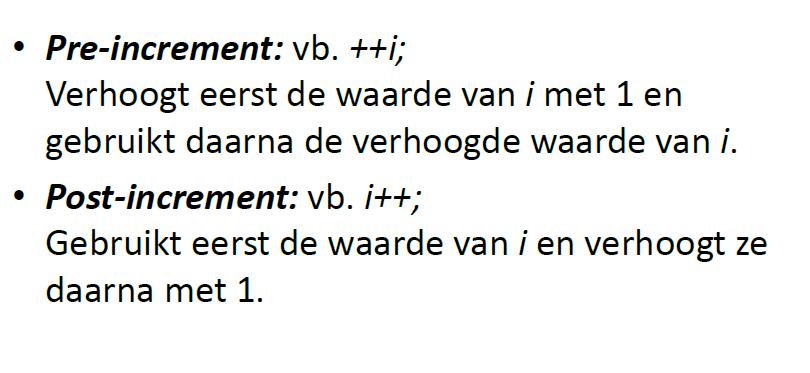 • Pre-increment: vb. ++i;
Verhoogt eerst de waarde van i met 1 en
gebruikt daarna de verhoogde waarde van i.
• Post-increment: vb. i++;
Gebruikt eerst de waarde van i en verhoogt ze
daarna met 1.